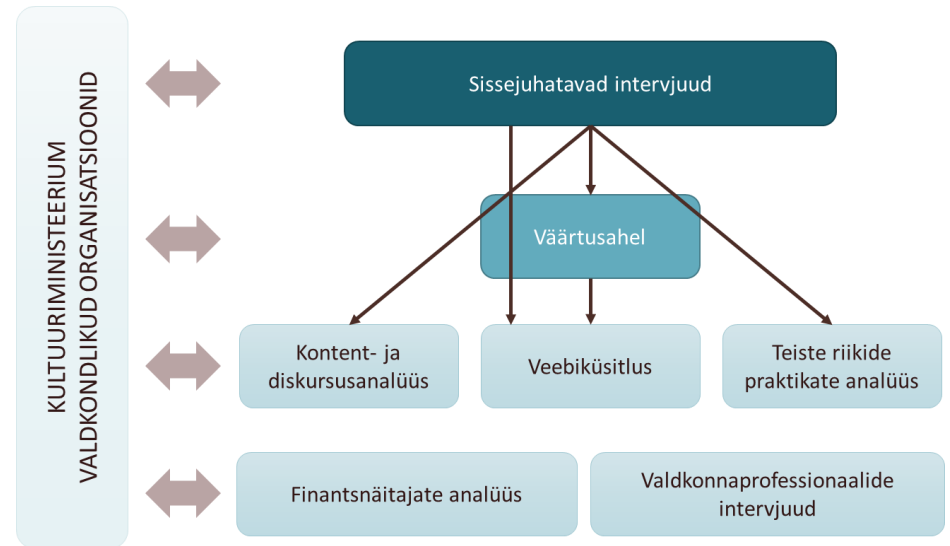 KULTUURIMINISTEERIUM
VALDKONDLIKUD ORGANISATSIOONID
Sissejuhatavad intervjuud
Väärtusahel
Kontent- ja
diskursusanalüüs
Veebiküsitlus
Teiste riikide
praktikate analüüs
Finantsnäitajate analüüs
Valdkonnaprofessionaalide
intervjuud